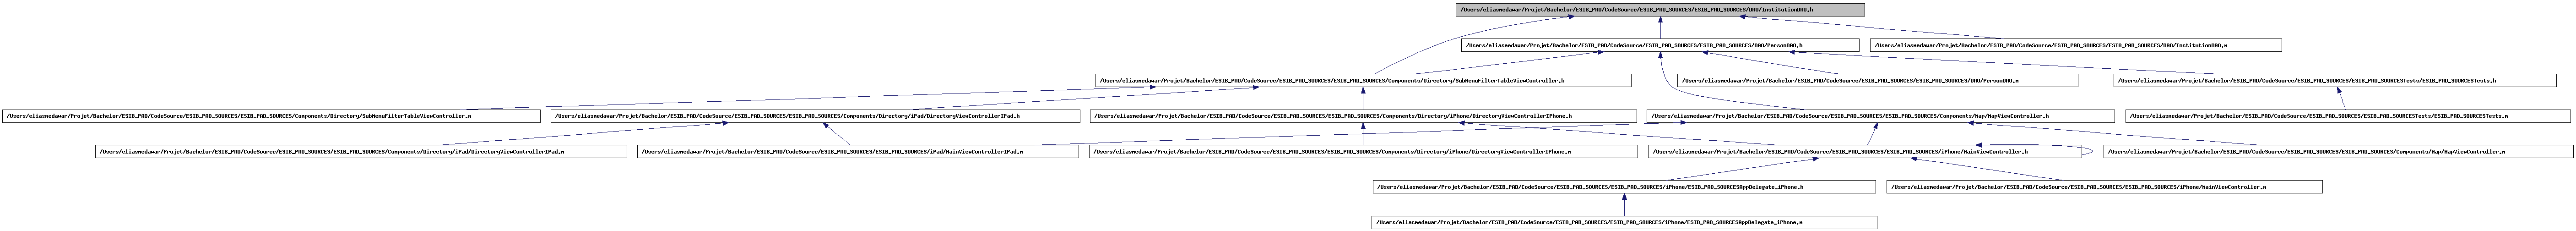 /Users/eliasmedawar/Projet/Bachelor/ESIB_PAD/CodeSource/ESIB_PAD_SOURCES/ESIB_PAD_SOURCES/DAO/InstitutionDAO.h
/Users/eliasmedawar/Projet/Bachelor/ESIB_PAD/CodeSource/ESIB_PAD_SOURCES/ESIB_PAD_SOURCES/DAO/PersonDAO.h
/Users/eliasmedawar/Projet/Bachelor/ESIB_PAD/CodeSource/ESIB_PAD_SOURCES/ESIB_PAD_SOURCES/DAO/InstitutionDAO.m
/Users/eliasmedawar/Projet/Bachelor/ESIB_PAD/CodeSource/ESIB_PAD_SOURCES/ESIB_PAD_SOURCES/Components/Directory/SubMenuFilterTableViewController.h
/Users/eliasmedawar/Projet/Bachelor/ESIB_PAD/CodeSource/ESIB_PAD_SOURCES/ESIB_PAD_SOURCES/DAO/PersonDAO.m
/Users/eliasmedawar/Projet/Bachelor/ESIB_PAD/CodeSource/ESIB_PAD_SOURCES/ESIB_PAD_SOURCESTests/ESIB_PAD_SOURCESTests.h
/Users/eliasmedawar/Projet/Bachelor/ESIB_PAD/CodeSource/ESIB_PAD_SOURCES/ESIB_PAD_SOURCES/Components/Directory/SubMenuFilterTableViewController.m
/Users/eliasmedawar/Projet/Bachelor/ESIB_PAD/CodeSource/ESIB_PAD_SOURCES/ESIB_PAD_SOURCES/Components/Directory/iPad/DirectoryViewControllerIPad.h
/Users/eliasmedawar/Projet/Bachelor/ESIB_PAD/CodeSource/ESIB_PAD_SOURCES/ESIB_PAD_SOURCES/Components/Directory/iPhone/DirectoryViewControllerIPhone.h
/Users/eliasmedawar/Projet/Bachelor/ESIB_PAD/CodeSource/ESIB_PAD_SOURCES/ESIB_PAD_SOURCES/Components/Map/MapViewController.h
/Users/eliasmedawar/Projet/Bachelor/ESIB_PAD/CodeSource/ESIB_PAD_SOURCES/ESIB_PAD_SOURCESTests/ESIB_PAD_SOURCESTests.m
/Users/eliasmedawar/Projet/Bachelor/ESIB_PAD/CodeSource/ESIB_PAD_SOURCES/ESIB_PAD_SOURCES/Components/Directory/iPad/DirectoryViewControllerIPad.m
/Users/eliasmedawar/Projet/Bachelor/ESIB_PAD/CodeSource/ESIB_PAD_SOURCES/ESIB_PAD_SOURCES/iPad/MainViewControllerIPad.m
/Users/eliasmedawar/Projet/Bachelor/ESIB_PAD/CodeSource/ESIB_PAD_SOURCES/ESIB_PAD_SOURCES/Components/Directory/iPhone/DirectoryViewControllerIPhone.m
/Users/eliasmedawar/Projet/Bachelor/ESIB_PAD/CodeSource/ESIB_PAD_SOURCES/ESIB_PAD_SOURCES/iPhone/MainViewController.h
/Users/eliasmedawar/Projet/Bachelor/ESIB_PAD/CodeSource/ESIB_PAD_SOURCES/ESIB_PAD_SOURCES/Components/Map/MapViewController.m
/Users/eliasmedawar/Projet/Bachelor/ESIB_PAD/CodeSource/ESIB_PAD_SOURCES/ESIB_PAD_SOURCES/iPhone/ESIB_PAD_SOURCESAppDelegate_iPhone.h
/Users/eliasmedawar/Projet/Bachelor/ESIB_PAD/CodeSource/ESIB_PAD_SOURCES/ESIB_PAD_SOURCES/iPhone/MainViewController.m
/Users/eliasmedawar/Projet/Bachelor/ESIB_PAD/CodeSource/ESIB_PAD_SOURCES/ESIB_PAD_SOURCES/iPhone/ESIB_PAD_SOURCESAppDelegate_iPhone.m